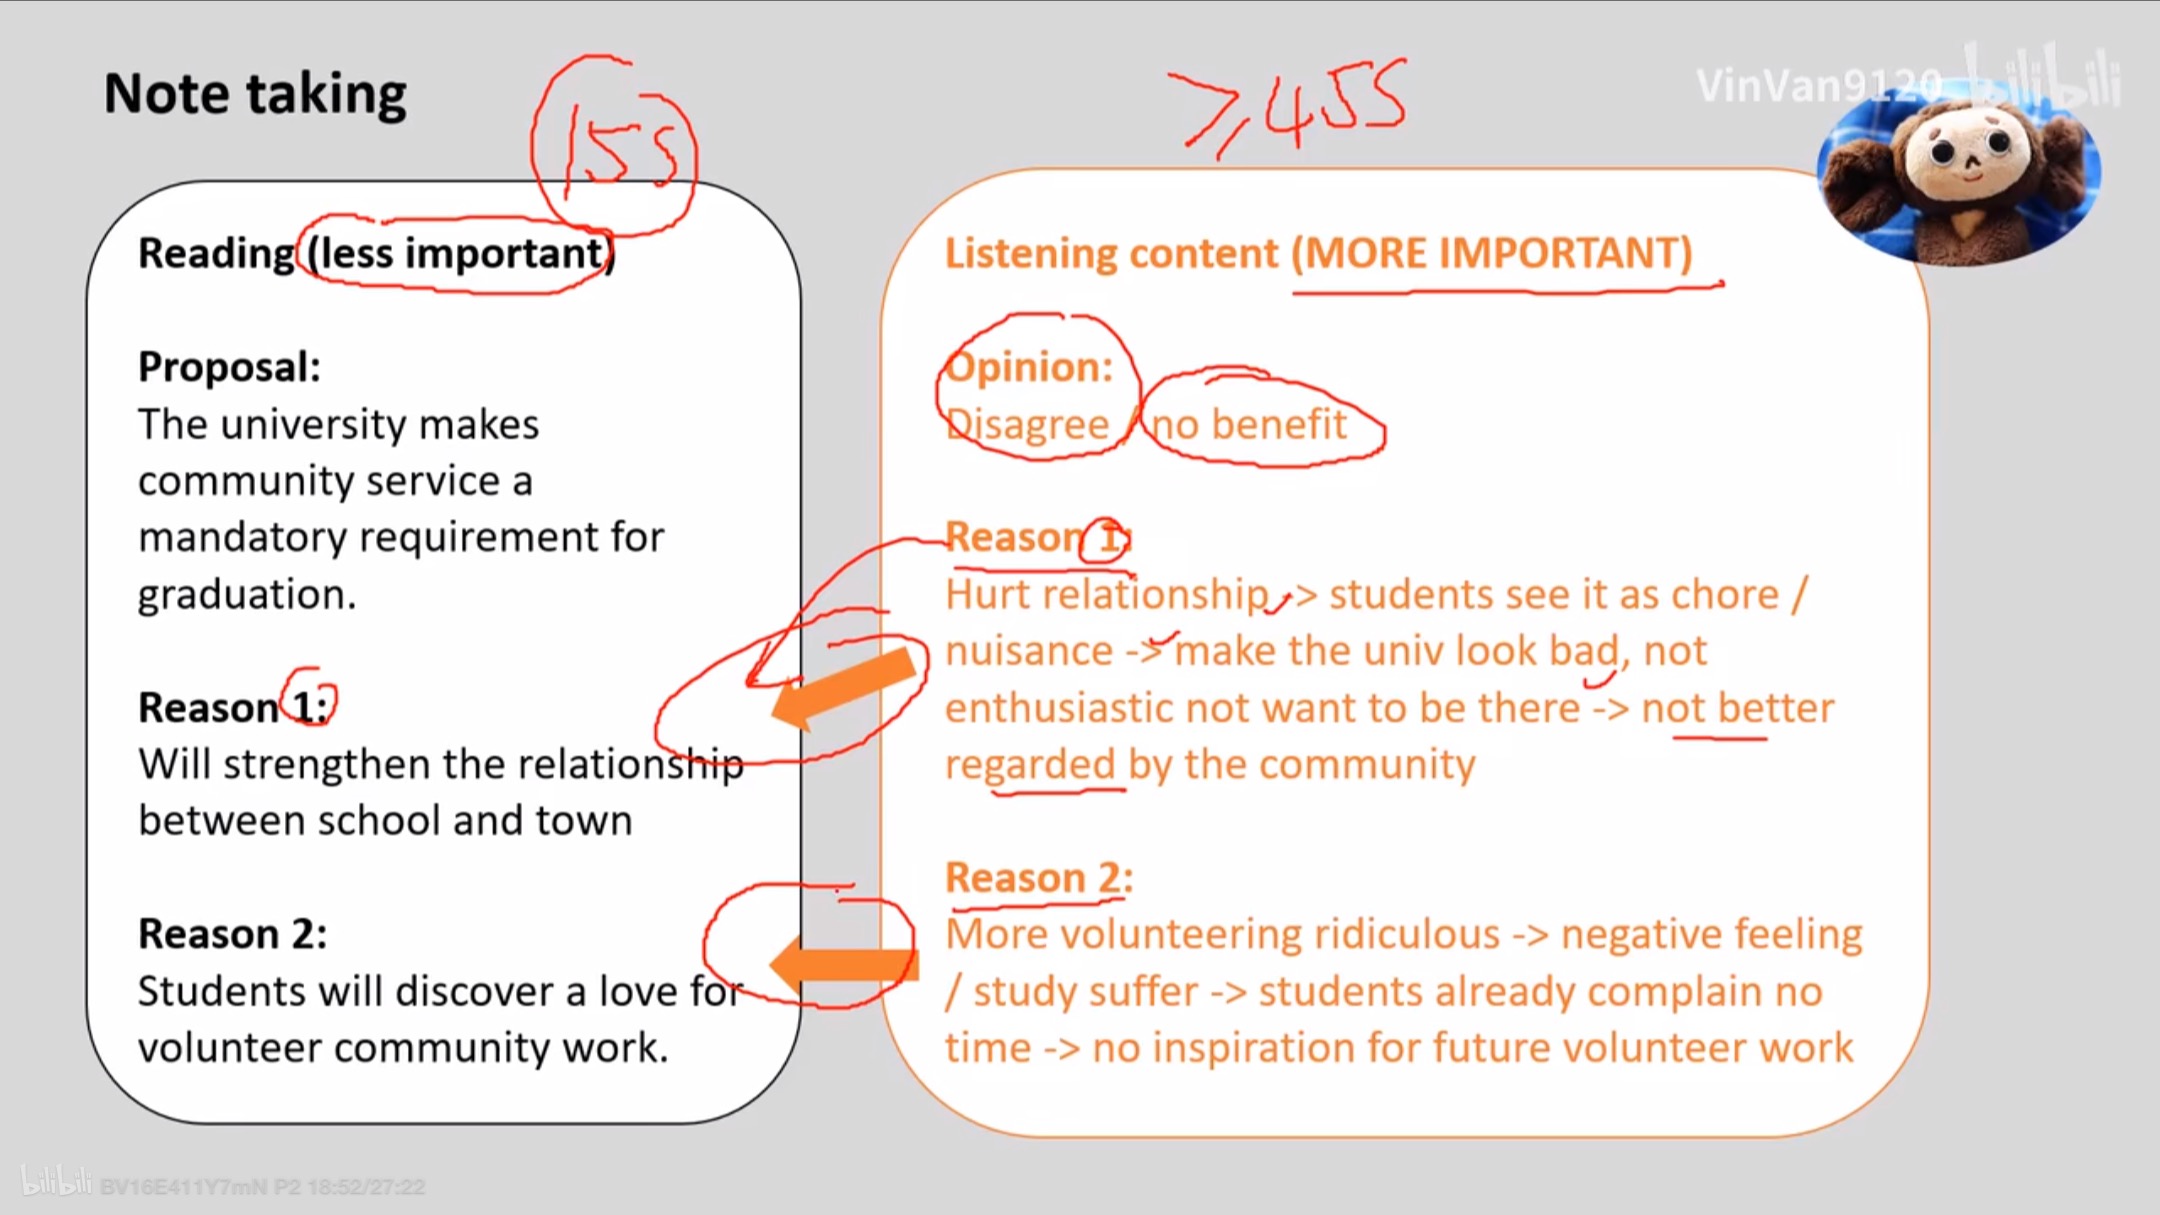 Note taking
15s
≥45s
VinVan9120 bilibili
Reading (less important)
Proposal:
The university makes
community service a
mandatory requirement for
graduation.
Reason 1:
Will strengthen the relationship
between school and town
Reason 2:
Students will discover a love for
volunteer community work.
Listening content (MORE IMPORTANT)
Opinion:
Disagree / no benefit
Reason 1:
Hurt relationship -> students see it as chore /
nuisance -> make the univ look bad, not
enthusiastic not want to be there -> not better
regarded by the community
Reason 2:
More volunteering ridiculous -> negative feeling
/ study suffer -> students already complain no
time -> no inspiration for future volunteer work
bilibili BV16E411Y7mN P2 18:52/27:22